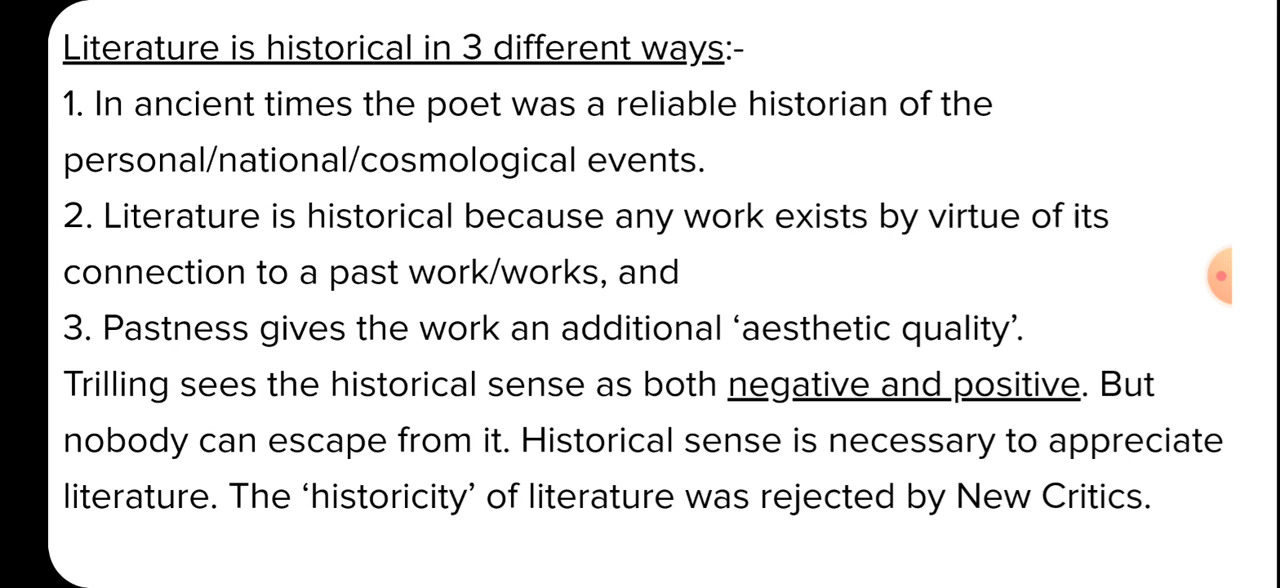 Literature is historical in 3 different ways:-
1. In ancient times the poet was a reliable historian of the
personal/national/cosmological events.
2. Literature is historical because any work exists by virtue of its
connection to a past work/works, and
3. Pastness gives the work an additional ‘aesthetic quality’.
Trilling sees the historical sense as both negative and positive. But
nobody can escape from it. Historical sense is necessary to appreciate
literature. The ‘historicity’ of literature was rejected by New Critics.